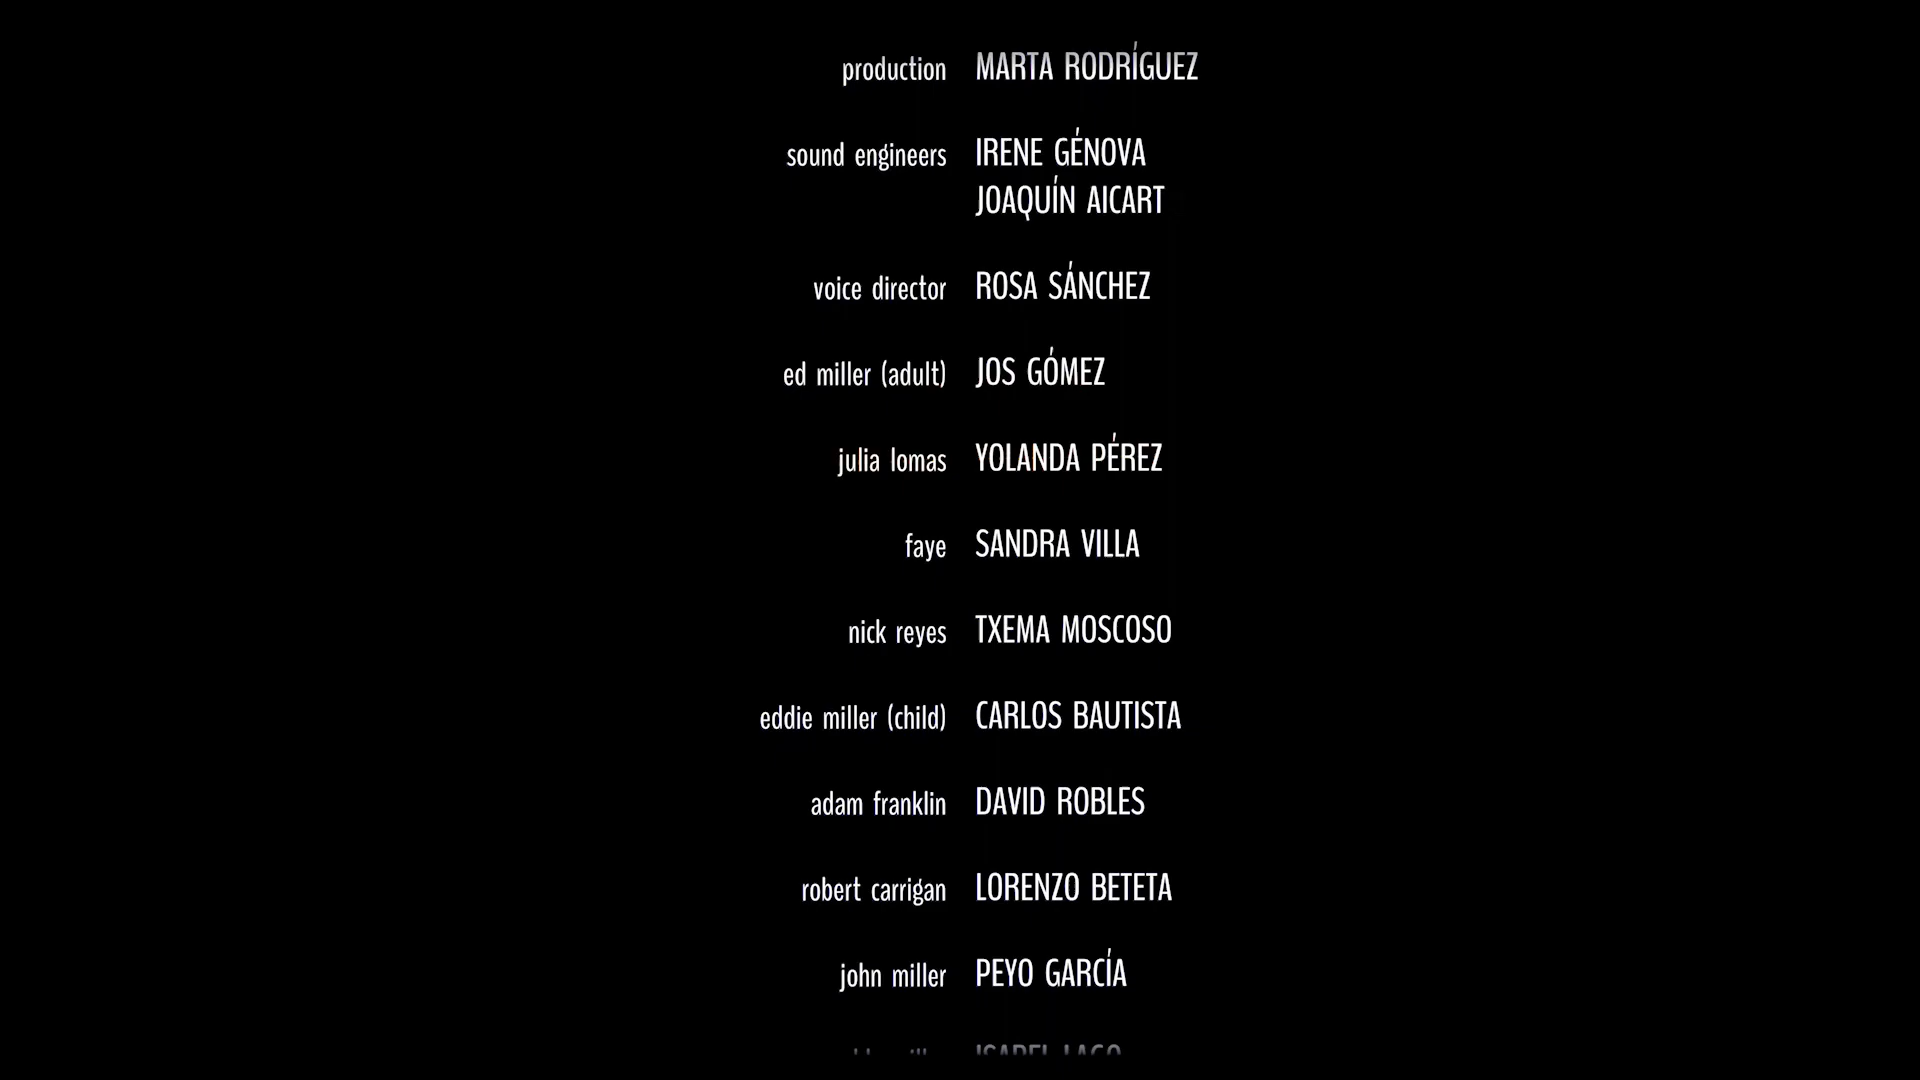 production MARTA RODRÍGUEZ
sound engineers IRENE GÉNOVA
JOAQUÍN AICART
voice director ROSA SÁNCHEZ
ed miller (adult) JOS GÓMEZ
julia lomas YOLANDA PÉREZ
faye SANDRA VILLA
nick reyes TXEMA MOSCOSO
eddie miller (child) CARLOS BAUTISTA
adam franklin DAVID ROBLES
robert carrigan LORENZO BETETA
john miller PEYO GARCÍA
ISABEL LAGO